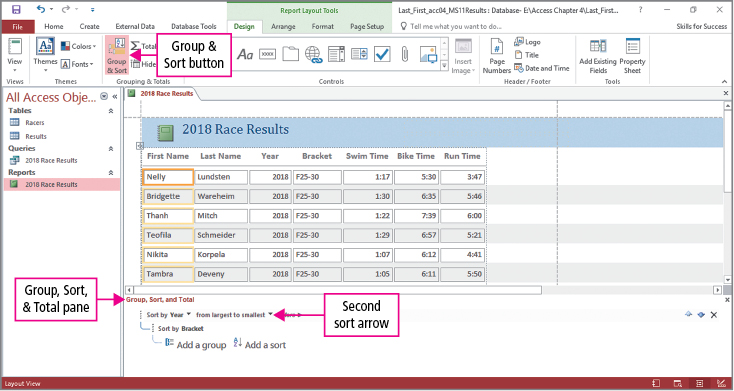 Report Layout Tools
Last_First_acc04_MS11Results : Database- E:\Access Chapter 4\Last_First...
File Home Create External Data Database Tools Design Arrange Format Page Setup Tell me what you want to do... Skills for Success
View
Views
Aa
Themes
Colors
A Fonts
Themes
Group & Sort
Σ Totals
Hide
Grouping & Totals
Group & Sort button
Aa xxxx
Controls
Insert Image
Page Numbers
Logo
Title
Date and Time
Header / Footer
Add Existing Fields
Property Sheet
Tools
All Access Obje...
Tables
Racers
Results
Queries
2018 Race Results
Reports
2018 Race Results
2018 Race Results
2018 Race Results
First Name Last Name Year Bracket Swim Time Bike Time Run Time
Nelly Lundsten 2018 F25-30 1:17 5:30 3:47
Bridgette Wareheim 2018 F25-30 1:30 6:35 5:46
Thanh Mitch 2018 F25-30 1:22 7:39 6:00
Teofila Schmeider 2018 F25-30 1:29 6:57 5:21
Nikita Korpela 2018 F25-30 1:07 6:12 4:41
Tambra Deveny 2018 F25-30 1:05 6:11 5:50
Group, Sort, & Total pane
Group, Sort, and Total
Sort by Year from largest to smallest
Second sort arrow
Sort by Bracket
Add a group Add a sort
Layout View